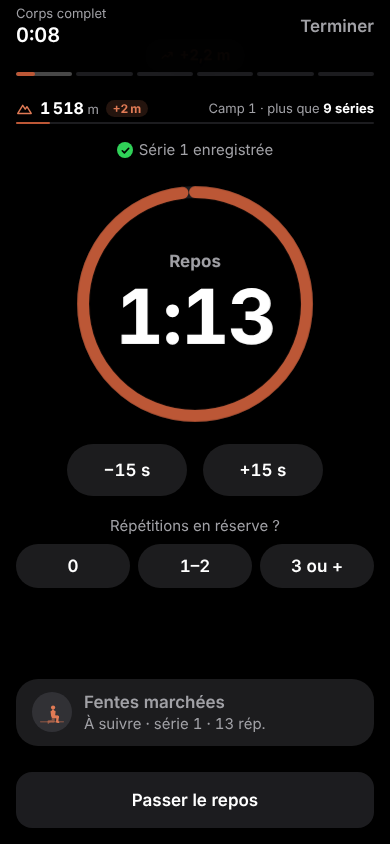 Corps complet
0:08
Terminer
1 518 m
+2 m
Camp 1 · plus que 9 séries
Série 1 enregistrée
Repos
1:13
−15 s
+15 s
Répétitions en réserve ?
0
1–2
3 ou +
Fentes marchées
À suivre · série 1 · 13 rép.
Passer le repos